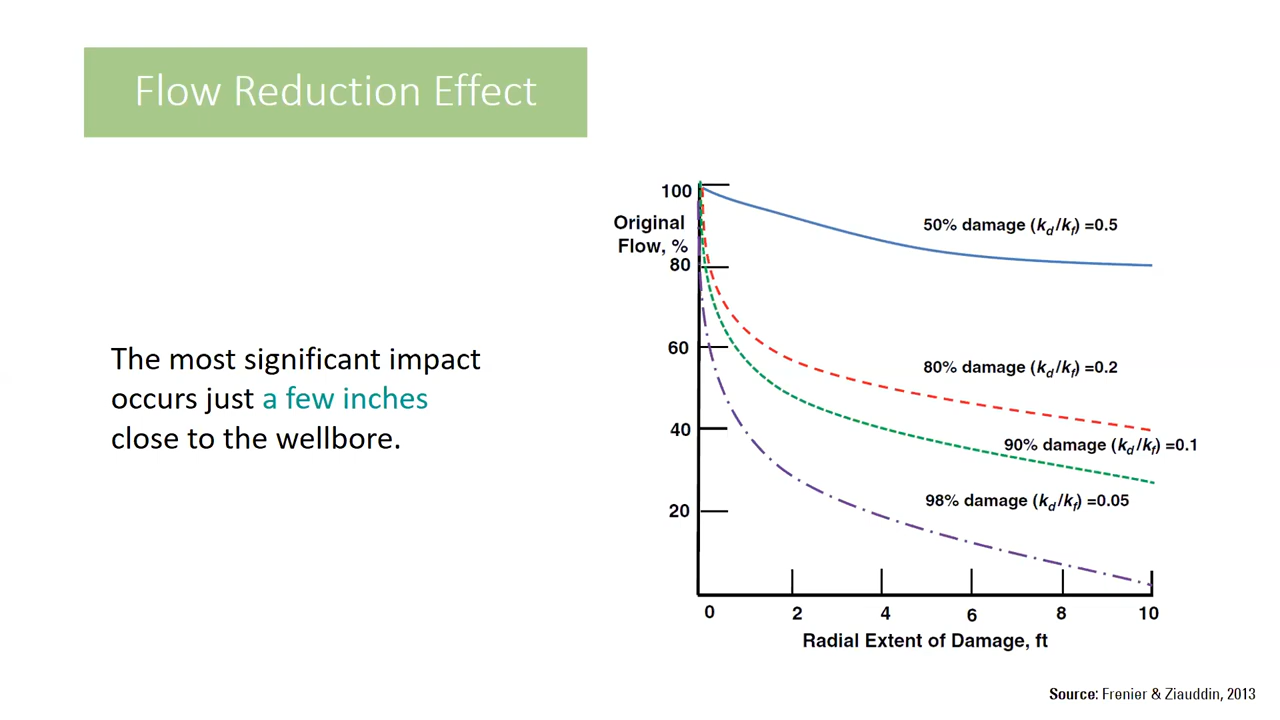 Flow Reduction Effect
The most significant impact
occurs just a few inches
close to the wellbore.
100
Original
Flow, %
80
60
40
20
50% damage (kd/kf) =0.5
80% damage (kd/kf) =0.2
90% damage (kd/kf) =0.1
98% damage (kd/kf) =0.05
0 2 4 6 8 10
Radial Extent of Damage, ft
Source: Frenier & Ziauddin, 2013